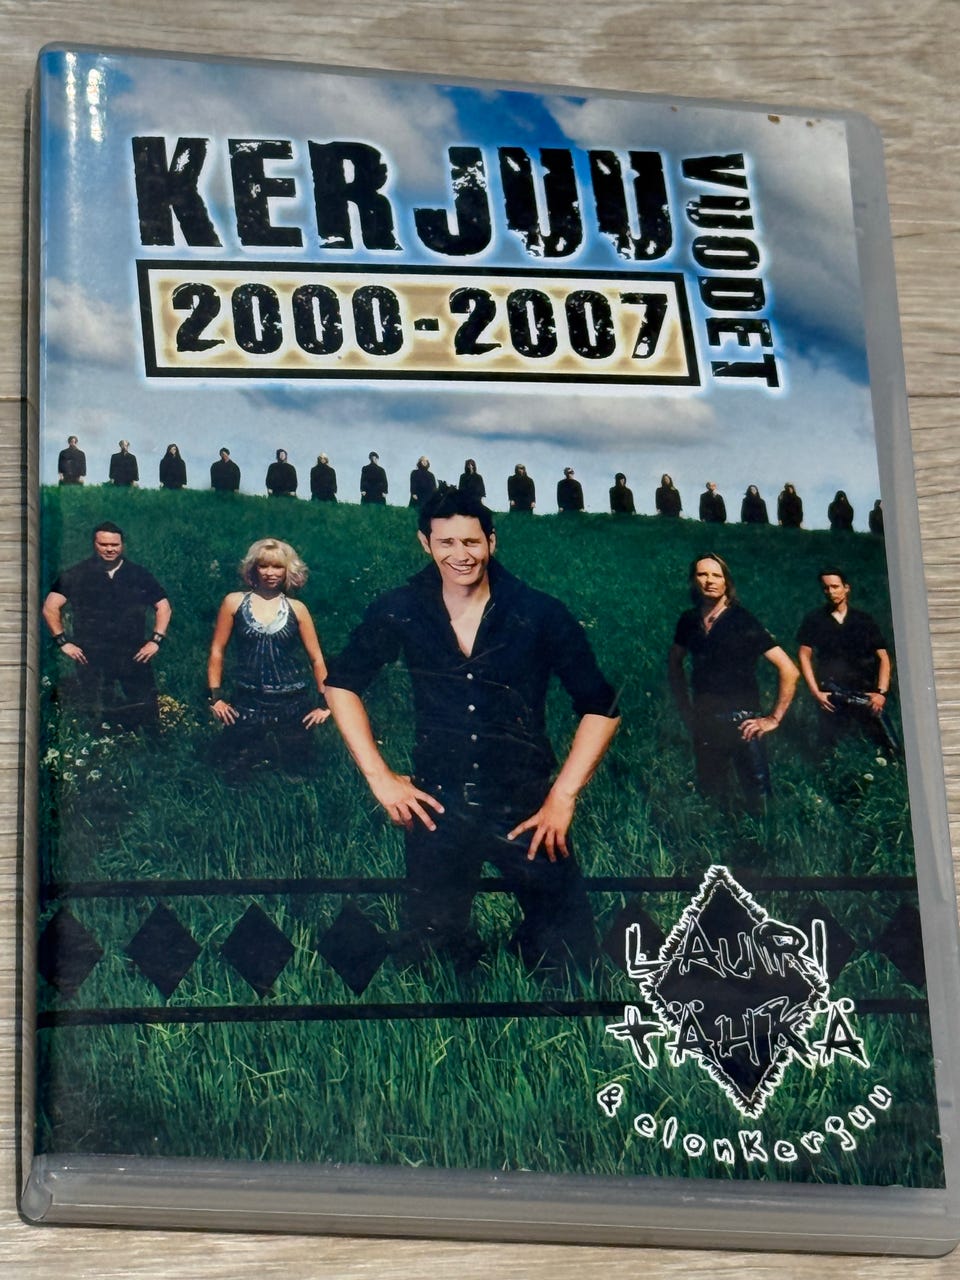 KERJUU
VUODET
2000-2007
LAURI
TÄHKÄ
& elonkerjuu